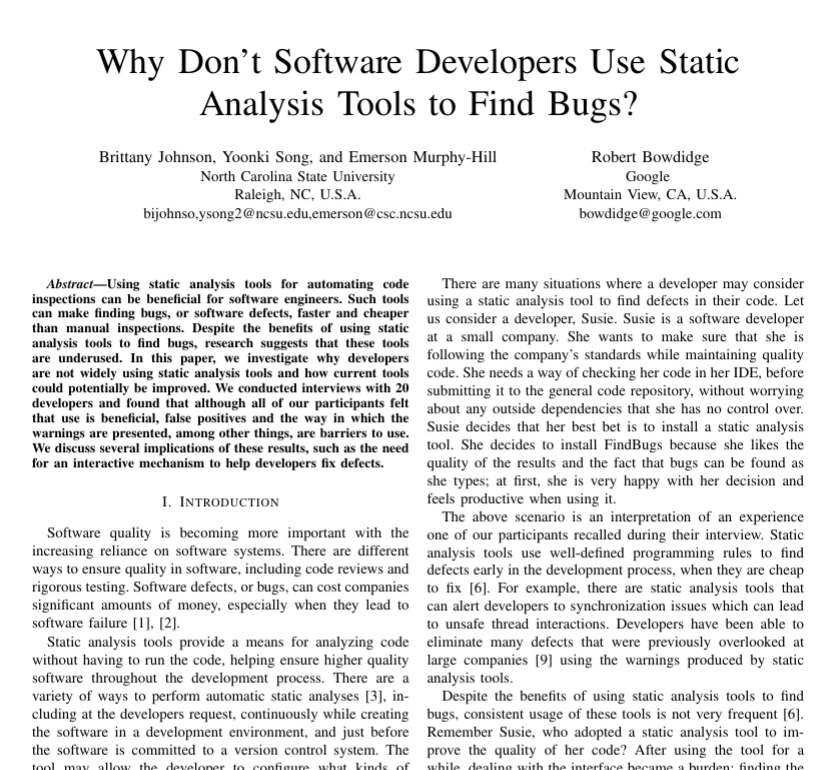 Why Don't Software Developers Use Static
Analysis Tools to Find Bugs?
Brittany Johnson, Yoonki Song, and Emerson Murphy-Hill
North Carolina State University
Raleigh, NC, U.S.A.
bijohnso,ysong2@ncsu.edu,emerson@csc.ncsu.edu
Robert Bowdidge
Google
Mountain View, CA, U.S.A.
bowdidge@google.com
Abstract—Using static analysis tools for automating code
inspections can be beneficial for software engineers. Such tools
can make finding bugs, or software defects, faster and cheaper
than manual inspections. Despite the benefits of using static
analysis tools to find bugs, research suggests that these tools
are underused. In this paper, we investigate why developers
are not widely using static analysis tools and how current tools
could potentially be improved. We conducted interviews with 20
developers and found that although all of our participants felt
that use is beneficial, false positives and the way in which the
warnings are presented, among other things, are barriers to use.
We discuss several implications of these results, such as the need
for an interactive mechanism to help developers fix defects.
I. INTRODUCTION
Software quality is becoming more important with the
increasing reliance on software systems. There are different
ways to ensure quality in software, including code reviews and
rigorous testing. Software defects, or bugs, can cost companies
significant amounts of money, especially when they lead to
software failure [1], [2].
Static analysis tools provide a means for analyzing code
without having to run the code, helping ensure higher quality
software throughout the development process. There are a
variety of ways to perform automatic static analyses [3], in-
cluding at the developers request, continuously while creating
the software in a development environment, and just before
the software is committed to a version control system. The
tool may allow the developer to configure what kinds of
There are many situations where a developer may consider
using a static analysis tool to find defects in their code. Let
us consider a developer, Susie. Susie is a software developer
at a small company. She wants to make sure that she is
following the company's standards while maintaining quality
code. She needs a way of checking her code in her IDE, before
submitting it to the general code repository, without worrying
about any outside dependencies that she has no control over.
Susie decides that her best bet is to install a static analysis
tool. She decides to install FindBugs because she likes the
quality of the results and the fact that bugs can be found as
she types; at first, she is very happy with her decision and
feels productive when using it.
The above scenario is an interpretation of an experience
one of our participants recalled during their interview. Static
analysis tools use well-defined programming rules to find
defects early in the development process, when they are cheap
to fix [6]. For example, there are static analysis tools that
can alert developers to synchronization issues which can lead
to unsafe thread interactions. Developers have been able to
eliminate many defects that were previously overlooked at
large companies [9] using the warnings produced by static
analysis tools.
Despite the benefits of using static analysis tools to find
bugs, consistent usage of these tools is not very frequent [6].
Remember Susie, who adopted a static analysis tool to im-
prove the quality of her code? After using the tool for a
while, dealing with the interface became a burden; finding the